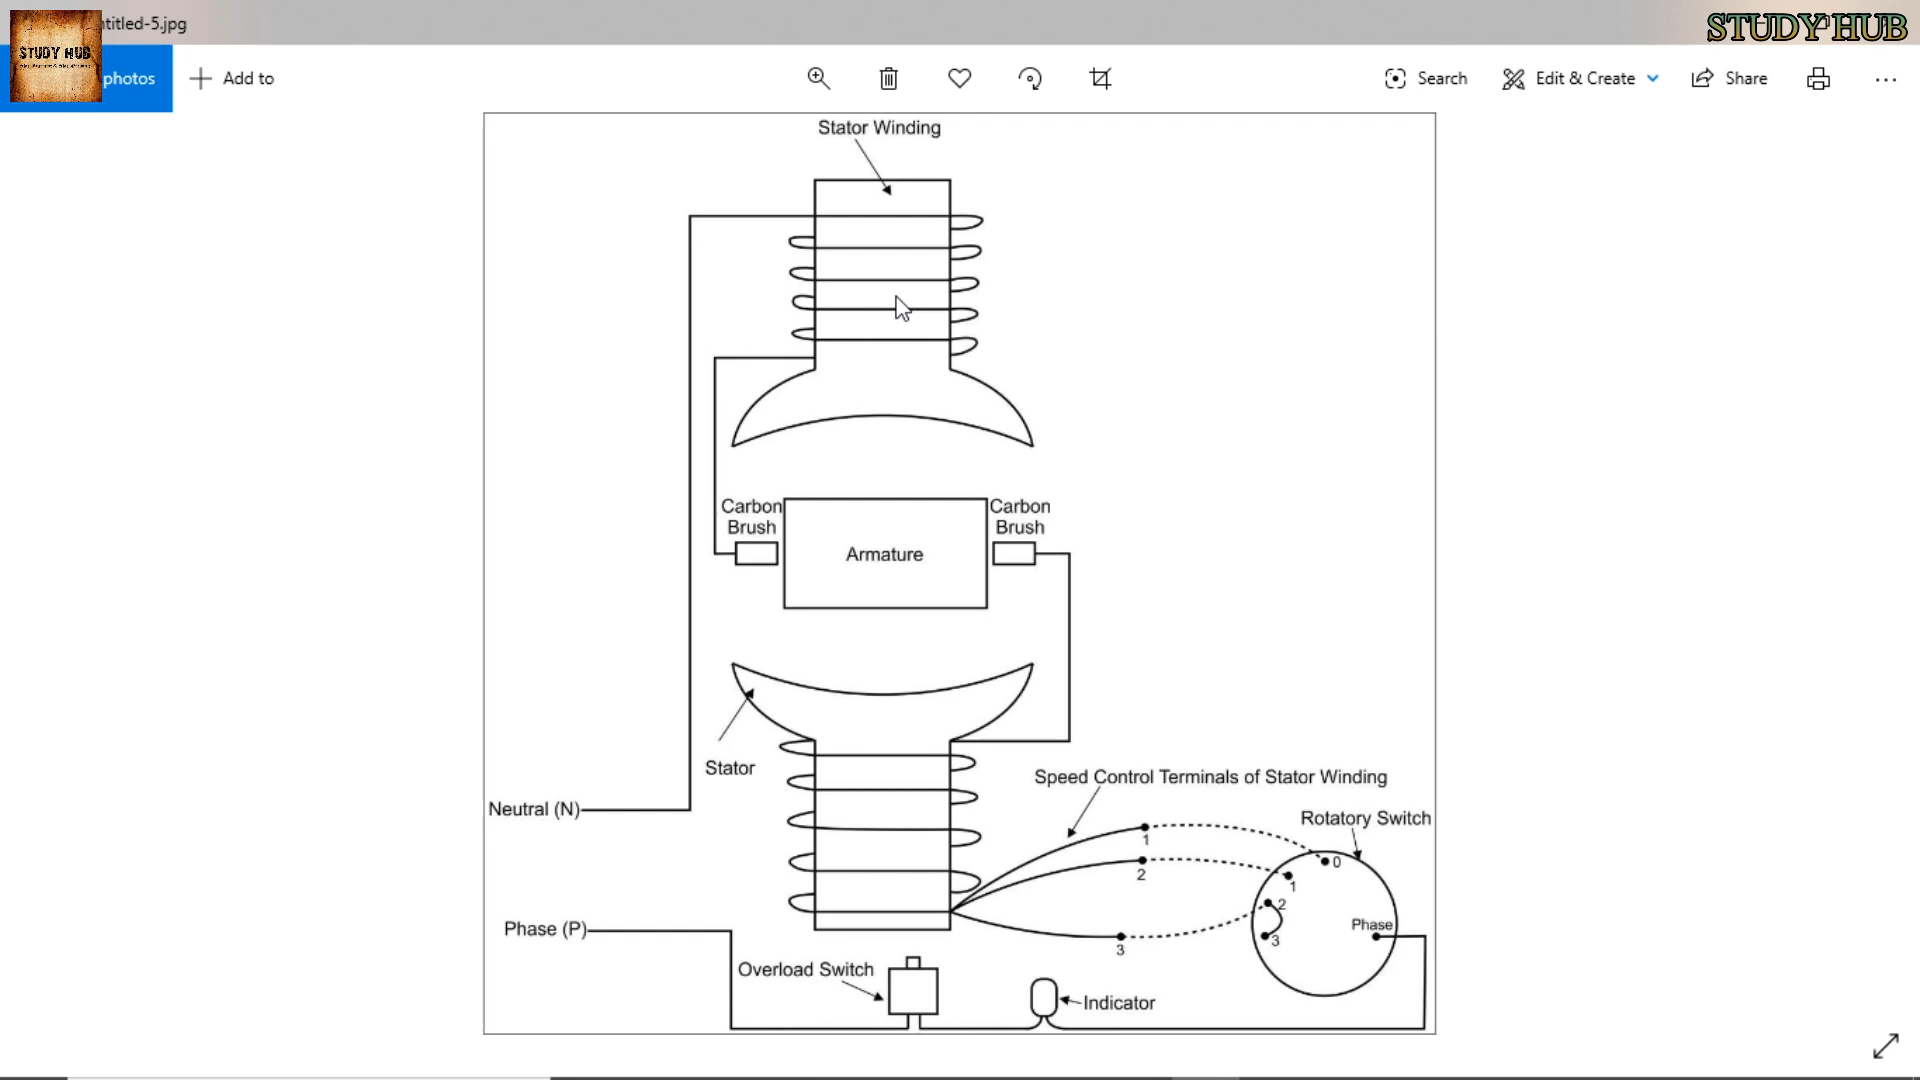 ntitled-5.jpg
STUDY HUB
STUDY HUB
photos
Add to
Search
Edit & Create
Share
Stator Winding
Carbon
Brush
Carbon
Brush
Armature
Stator
Speed Control Terminals of Stator Winding
Rotatory Switch
Neutral (N)
1
0
2
1
2
Phase
3
3
Phase (P)
Overload Switch
Indicator